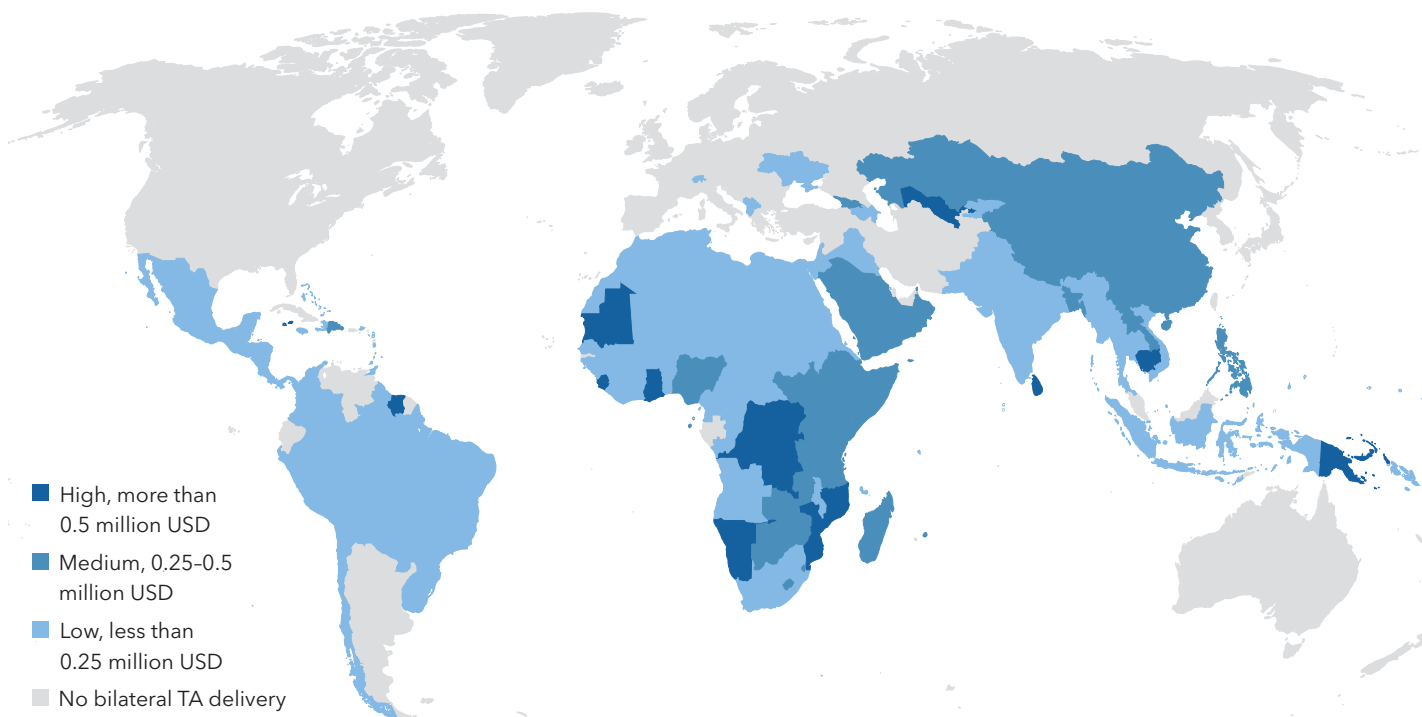 High, more than
0.5 million USD
Medium, 0.25–0.5
million USD
Low, less than
0.25 million USD
No bilateral TA delivery